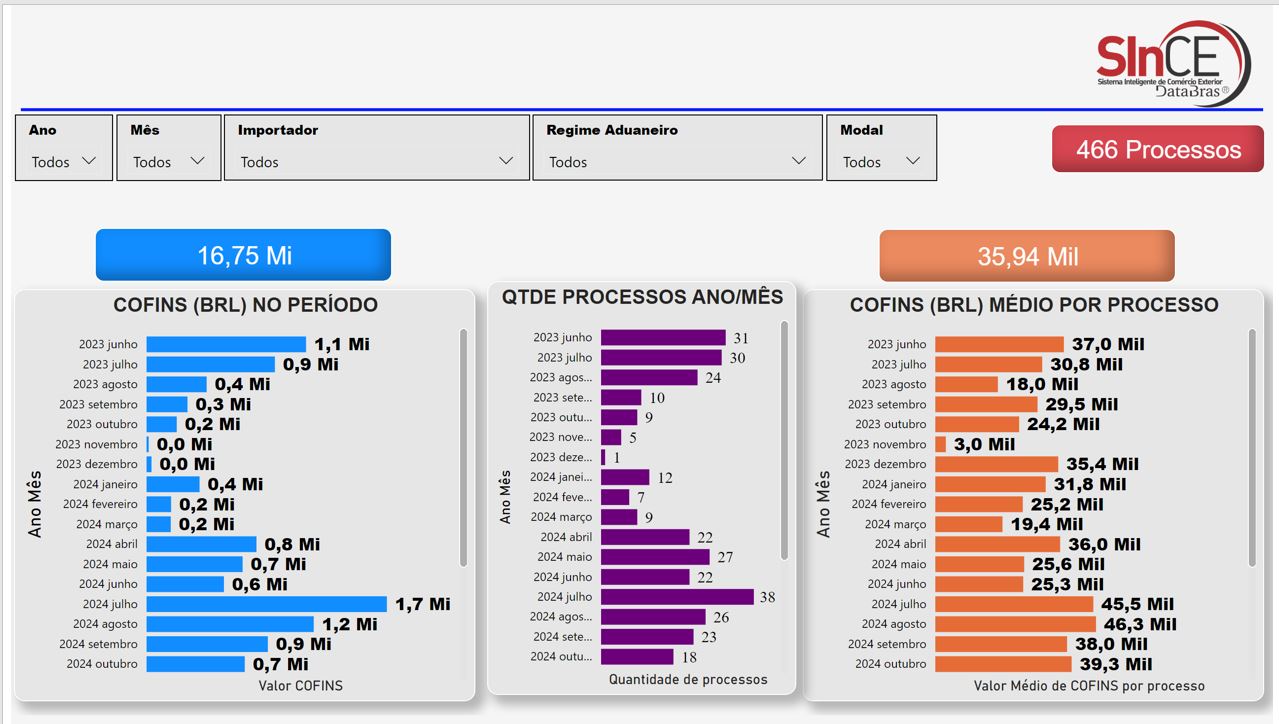 SInCE
Sistema Inteligente de Comércio Exterior
DataBras®
Ano
Todos
Mês
Todos
Importador
Todos
Regime Aduaneiro
Todos
Modal
Todos
466 Processos
16,75 Mi
COFINS (BRL) NO PERÍODO
Ano Mês
2023 junho 1,1 Mi
2023 julho 0,9 Mi
2023 agosto 0,4 Mi
2023 setembro 0,3 Mi
2023 outubro 0,2 Mi
2023 novembro 0,0 Mi
2023 dezembro 0,0 Mi
2024 janeiro 0,4 Mi
2024 fevereiro 0,2 Mi
2024 março 0,2 Mi
2024 abril 0,8 Mi
2024 maio 0,7 Mi
2024 junho 0,6 Mi
2024 julho 1,7 Mi
2024 agosto 1,2 Mi
2024 setembro 0,9 Mi
2024 outubro 0,7 Mi
Valor COFINS
QTDE PROCESSOS ANO/MÊS
Ano Mês
2023 junho 31
2023 julho 30
2023 agos... 24
2023 sete... 10
2023 outu... 9
2023 nove... 5
2023 deze... 1
2024 janei... 12
2024 feve... 7
2024 março 9
2024 abril 22
2024 maio 27
2024 junho 22
2024 julho 38
2024 agos... 26
2024 sete... 23
2024 outu... 18
Quantidade de processos
35,94 Mil
COFINS (BRL) MÉDIO POR PROCESSO
Ano Mês
2023 junho 37,0 Mil
2023 julho 30,8 Mil
2023 agosto 18,0 Mil
2023 setembro 29,5 Mil
2023 outubro 24,2 Mil
2023 novembro 3,0 Mil
2023 dezembro 35,4 Mil
2024 janeiro 31,8 Mil
2024 fevereiro 25,2 Mil
2024 março 19,4 Mil
2024 abril 36,0 Mil
2024 maio 25,6 Mil
2024 junho 25,3 Mil
2024 julho 45,5 Mil
2024 agosto 46,3 Mil
2024 setembro 38,0 Mil
2024 outubro 39,3 Mil
Valor Médio de COFINS por processo